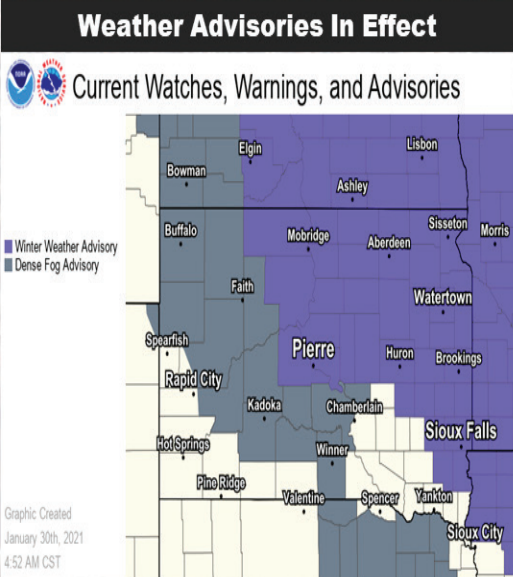 Weather Advisories In Effect
Current Watches, Warnings, and Advisories
Elgin
Lisbon
Bowman
Ashley
Buffalo
Mobridge
Aberdeen
Sisseton
Morris
Winter Weather Advisory
Dense Fog Advisory
Faith
Watertown
Spearfish
Pierre
Huron
Brookings
Rapid City
Kadoka
Chamberlain
Sioux Falls
Hot Springs
Winner
Pine Ridge
Valentine
Spencer
Yankton
Graphic Created
January 30th, 2021
4:52 AM CST
Sioux City